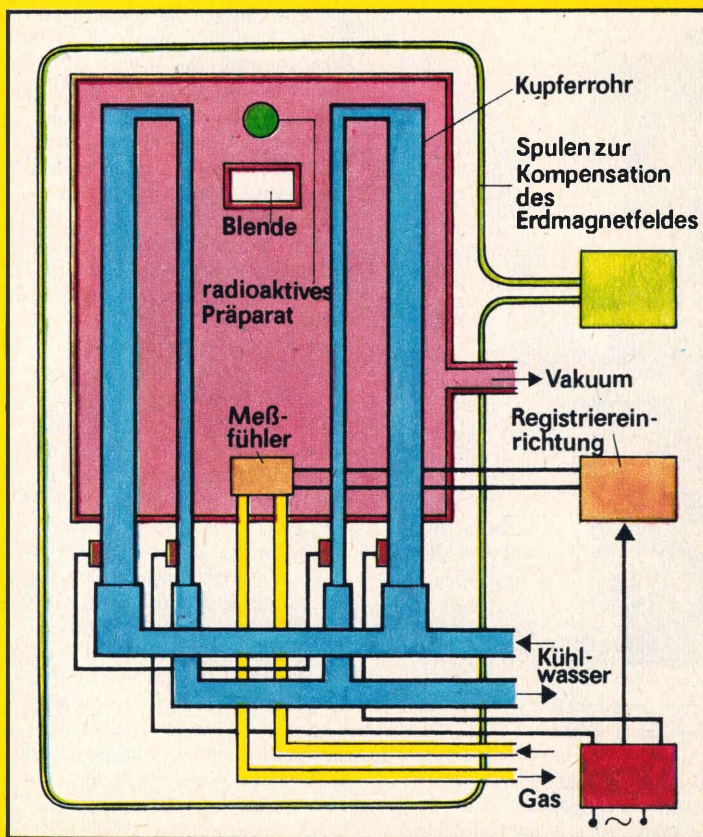 Kupferrohr
Spulen zur
Kompensation
des
Erdmagnetfeldes
Blende
radioaktives
Präparat
Vakuum
Meß-
fühler
Registrierein-
richtung
Kühl-
wasser
Gas
~